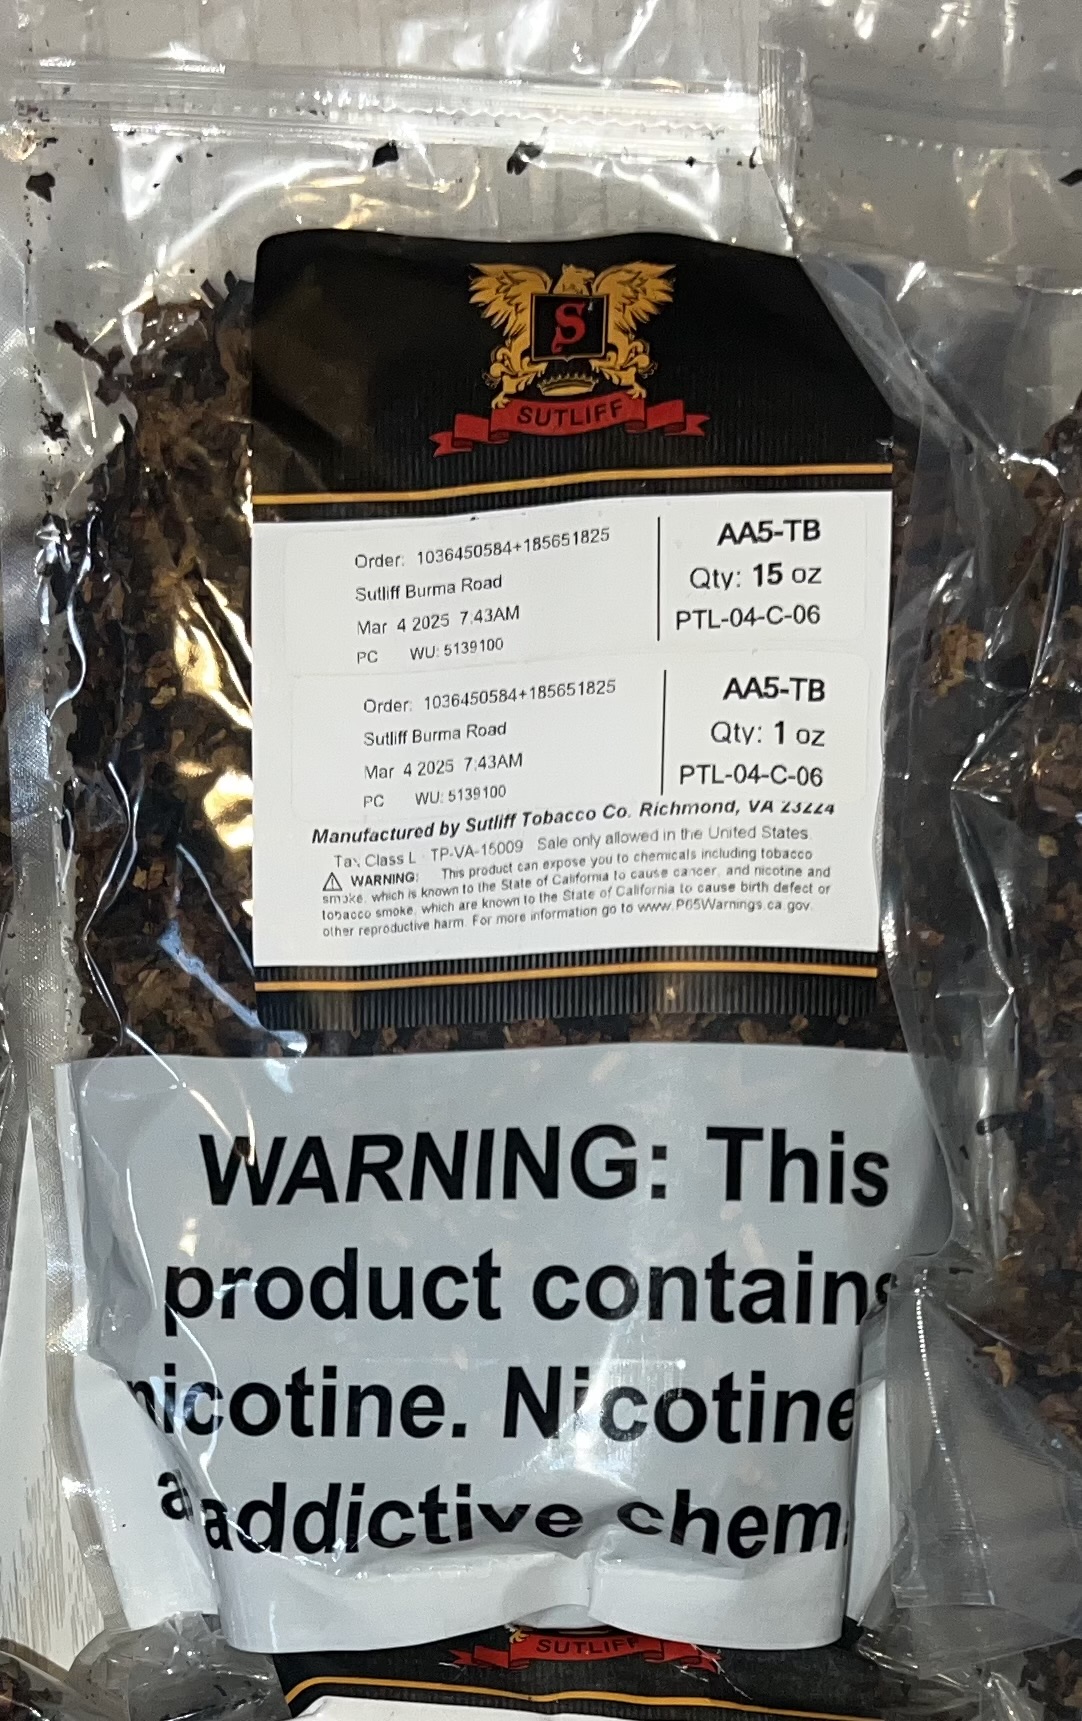 S
SUTLIFF
Order: 1036450584+185651825
Sutliff Burma Road
Mar 4 2025 7:43AM
PC WU: 5139100
AA5-TB
Qty: 15 oz
PTL-04-C-06
Order: 1036450584+185651825
Sutliff Burma Road
Mar 4 2025 7:43AM
PC WU: 5139100
AA5-TB
Qty: 1 oz
PTL-04-C-06
Manufactured by Sutliff Tobacco Co. Richmond, VA 23224
Tax Class L TP-VA-15009 Sale only allowed in the United States
WARNING: This product can expose you to chemicals including tobacco
smoke, which is known to the State of California to cause cancer, and nicotine and
tobacco smoke, which are known to the State of California to cause birth defect or
other reproductive harm. For more information go to www.P65Warnings.ca.gov.
WARNING: This
product contains
nicotine. Nicotine
addictive chem
SUTLIFF